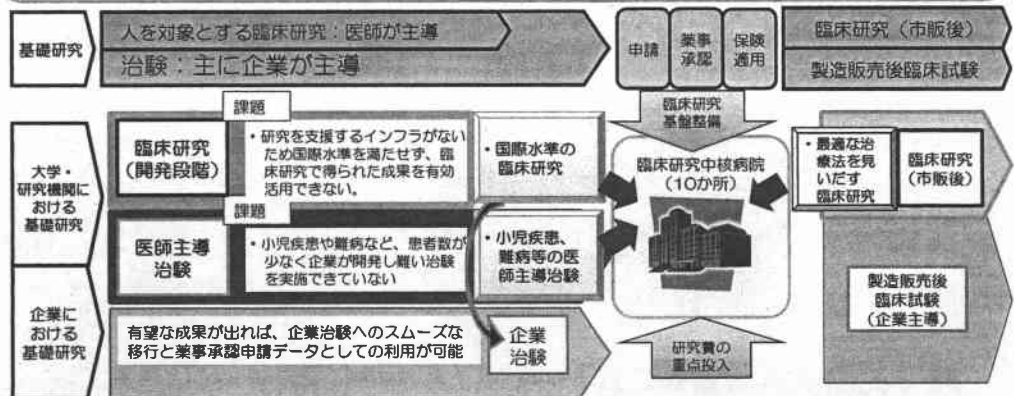 基礎研究
人を対象とする臨床研究：医師が主導
治験：主に企業が主導
申請
薬事
承認
保険
適用
臨床研究（市販後）
製造販売後臨床試験
大学・
研究機関に
おける
基礎研究
企業に
おける
基礎研究
課題
臨床研究
（開発段階）
・研究を支援するインフラがない
ため国際水準を満たせず、臨
床研究で得られた成果を有効
活用できない。
・国際水準の
臨床研究
課題
医師主導
治験
・小児疾患や難病など、患者数が
少なく企業が開発し難い治験
を実施できていない
・小児疾患、
難病等の医
師主導治験
有望な成果が出れば、企業治験へのスムーズな
移行と薬事承認申請データとしての利用が可能
企業
治験
臨床研究
基盤整備
臨床研究中核病院
（10か所）
研究費の
重点投入
・最適な治
療法を見
いだす
臨床研究
臨床研究
（市販後）
製造販売後
臨床試験
（企業主導）